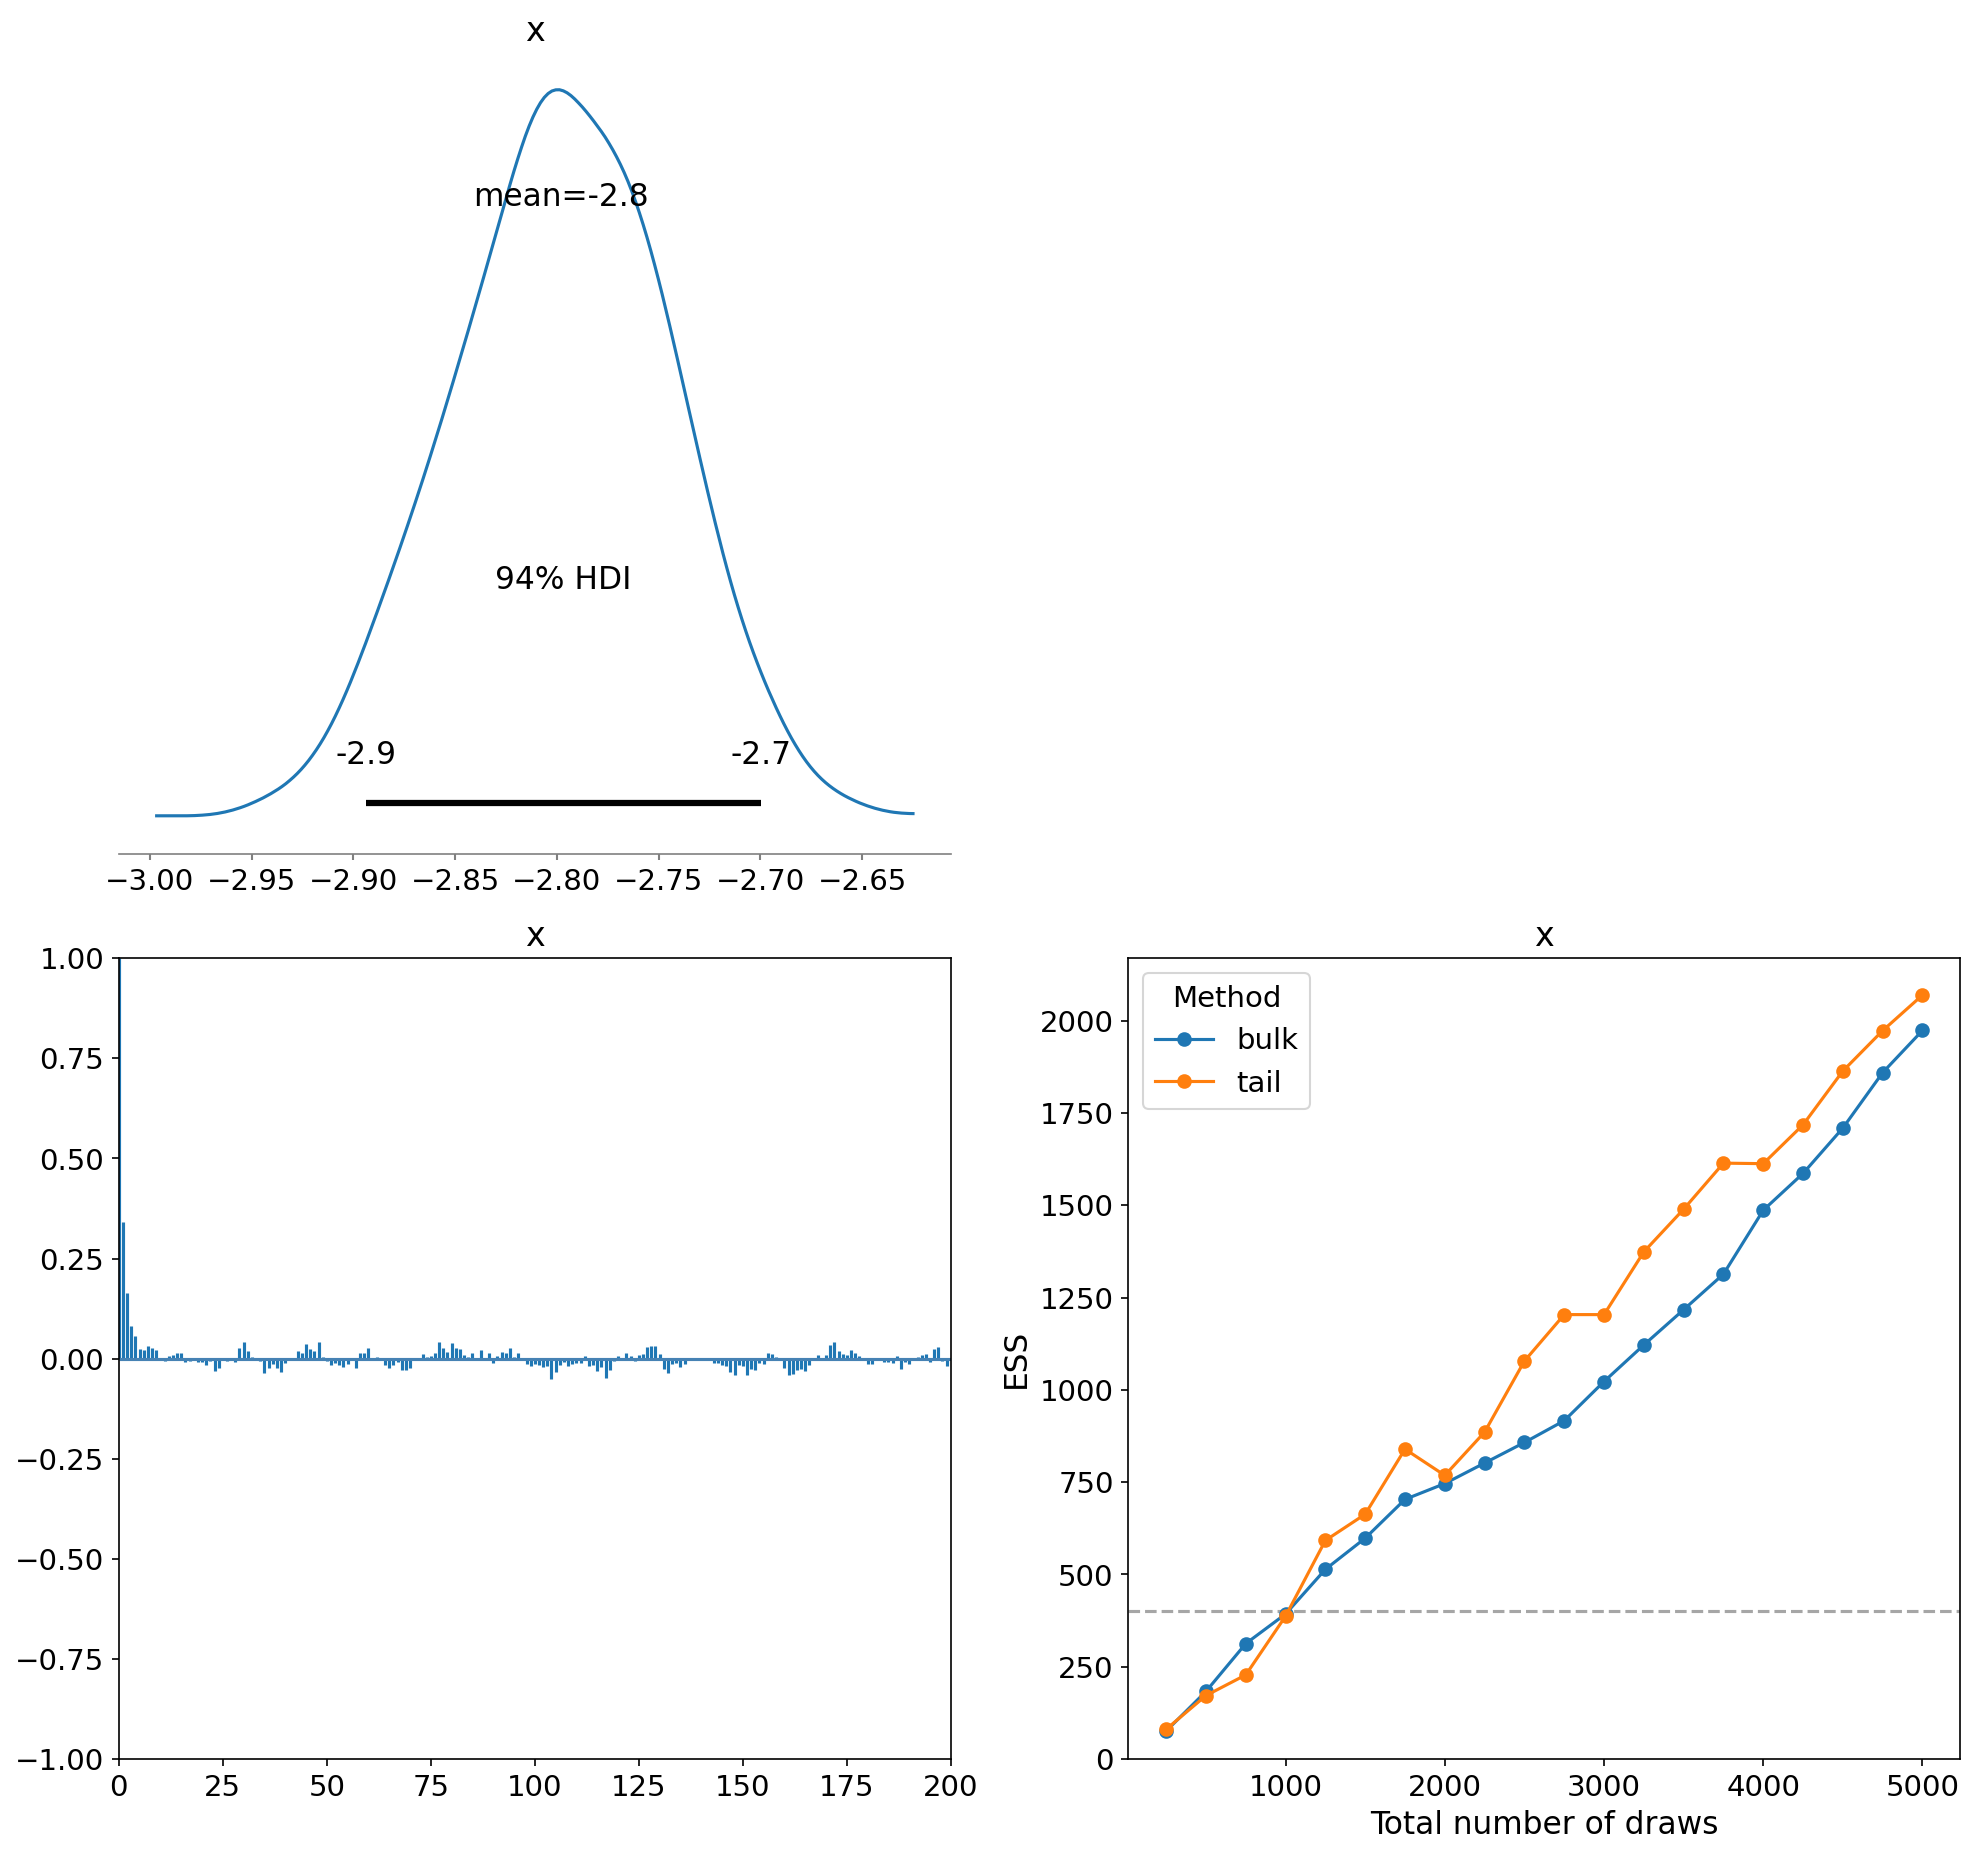 x
mean=-2.8
94% HDI
-2.9 -2.7
−3.00 −2.95 −2.90 −2.85 −2.80 −2.75 −2.70 −2.65
x
1.00
0.75
0.50
0.25
0.00
−0.25
−0.50
−0.75
−1.00
0 25 50 75 100 125 150 175 200
x
Method
bulk
tail
2000
1750
1500
1250
1000
750
500
250
0
ESS
1000 2000 3000 4000 5000
Total number of draws